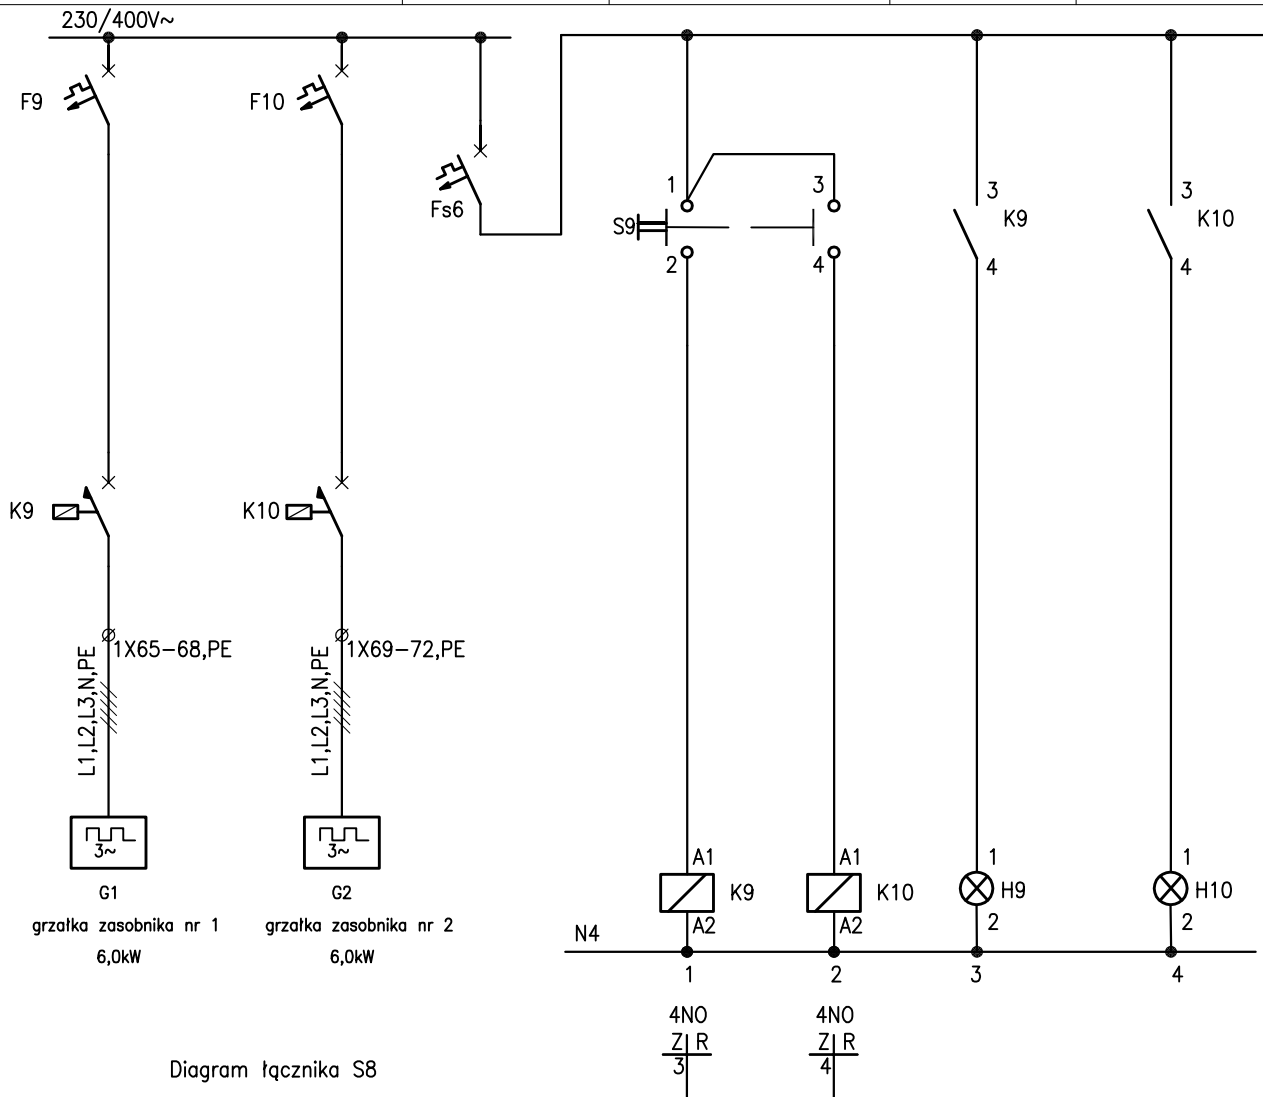 230/400V~
F9
F10
Fs6
1
3
S9
2
4
3
K9
4
3
K10
4
K9
K10
1X65-68,PE
1X69-72,PE
L1,L2,L3,N,PE
L1,L2,L3,N,PE
3~
3~
G1
G2
grzałka zasobnika nr 1
grzałka zasobnika nr 2
6,0kW
6,0kW
A1
K9
A2
A1
K10
A2
1
H9
2
1
H10
2
N4
1
2
3
4
4NO
4NO
Z R
Z R
3
4
Diagram łącznika S8